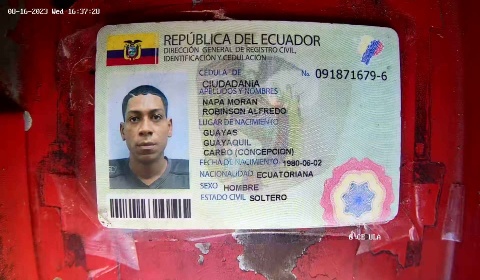 08-16-2023 Wed 16:37:20
REPÚBLICA DEL ECUADOR
DIRECCIÓN GENERAL DE REGISTRO CIVIL,
IDENTIFICACIÓN Y CEDULACIÓN
CÉDULA DE No. 091871679-6
CIUDADANÍA
APELLIDOS Y NOMBRES
NAPA MORAN
ROBINSON ALFREDO
LUGAR DE NACIMIENTO
GUAYAS
GUAYAQUIL
CARBO (CONCEPCION)
FECHA DE NACIMIENTO 1980-06-02
NACIONALIDAD ECUATORIANA
SEXO HOMBRE
ESTADO CIVIL SOLTERO